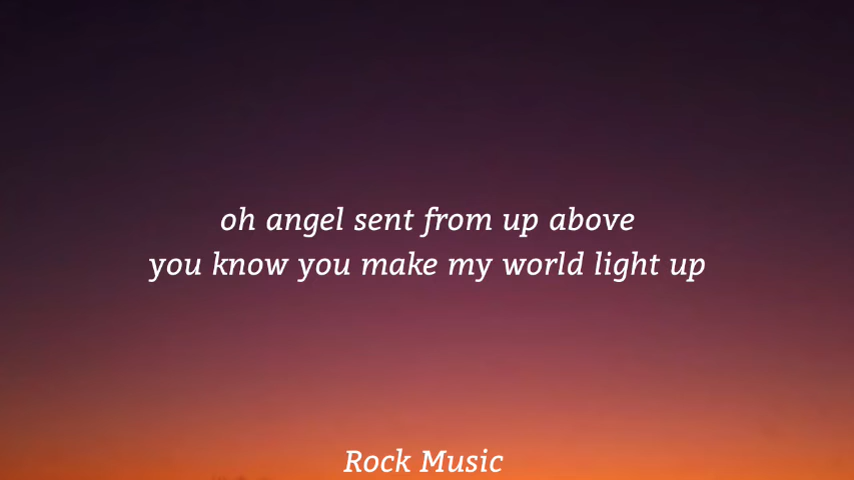 oh angel sent from up above
you know you make my world light up
Rock Music